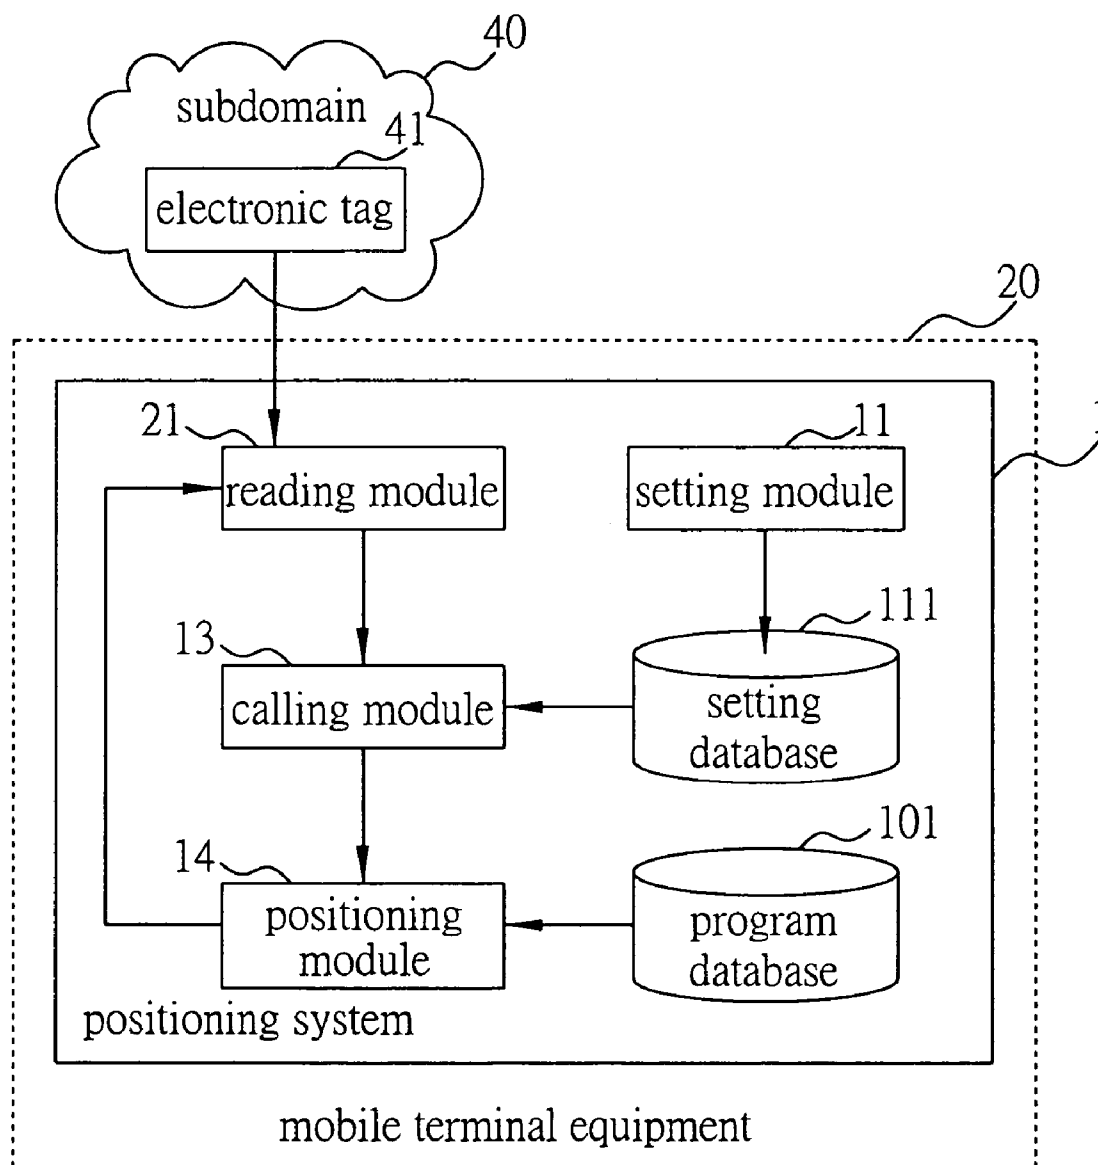 40
subdomain
41
electronic tag
20
21
11
reading module
setting module
13
111
calling module
setting
database
14
101
positioning
module
program
database
positioning system
mobile terminal equipment